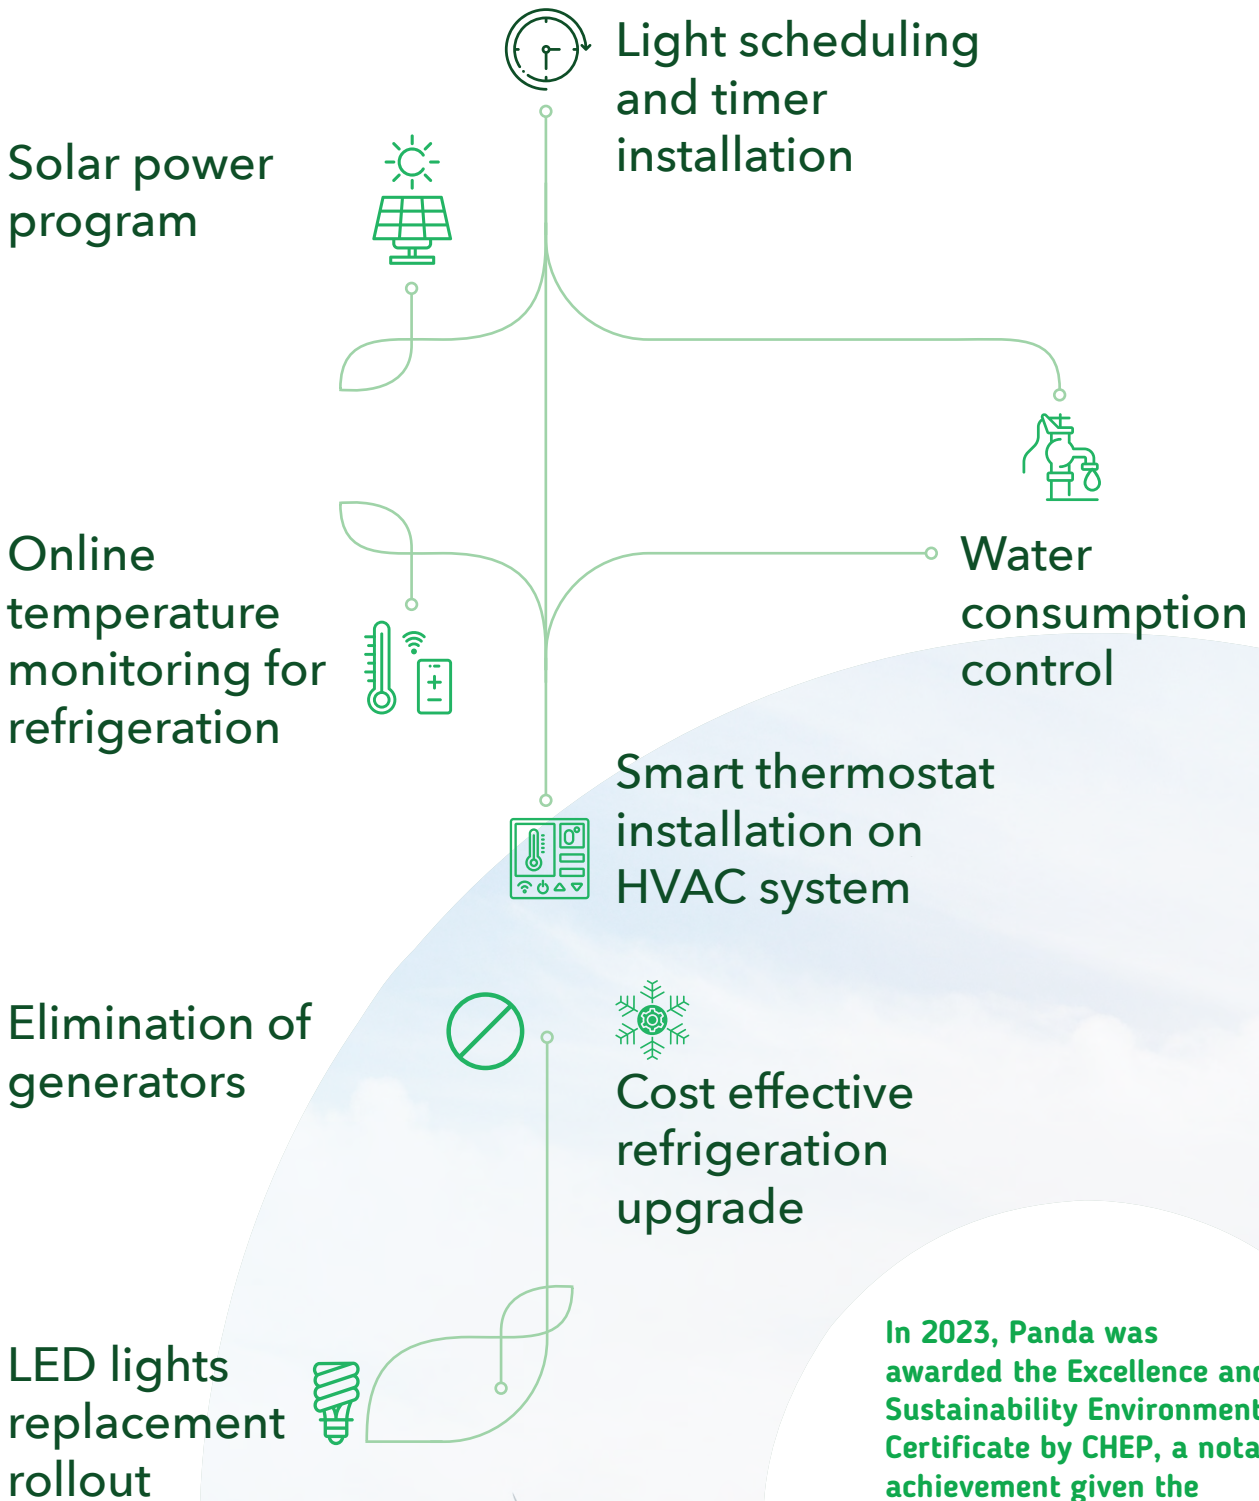 Light scheduling
and timer
installation
Solar power
program
Online
temperature
monitoring for
refrigeration
Water
consumption
control
Smart thermostat
installation on
HVAC system
Elimination of
generators
Cost effective
refrigeration
upgrade
LED lights
replacement
rollout
In 2023, Panda was
awarded the Excellence and
Sustainability Environment
Certificate by CHEP, a nota
achievement given the